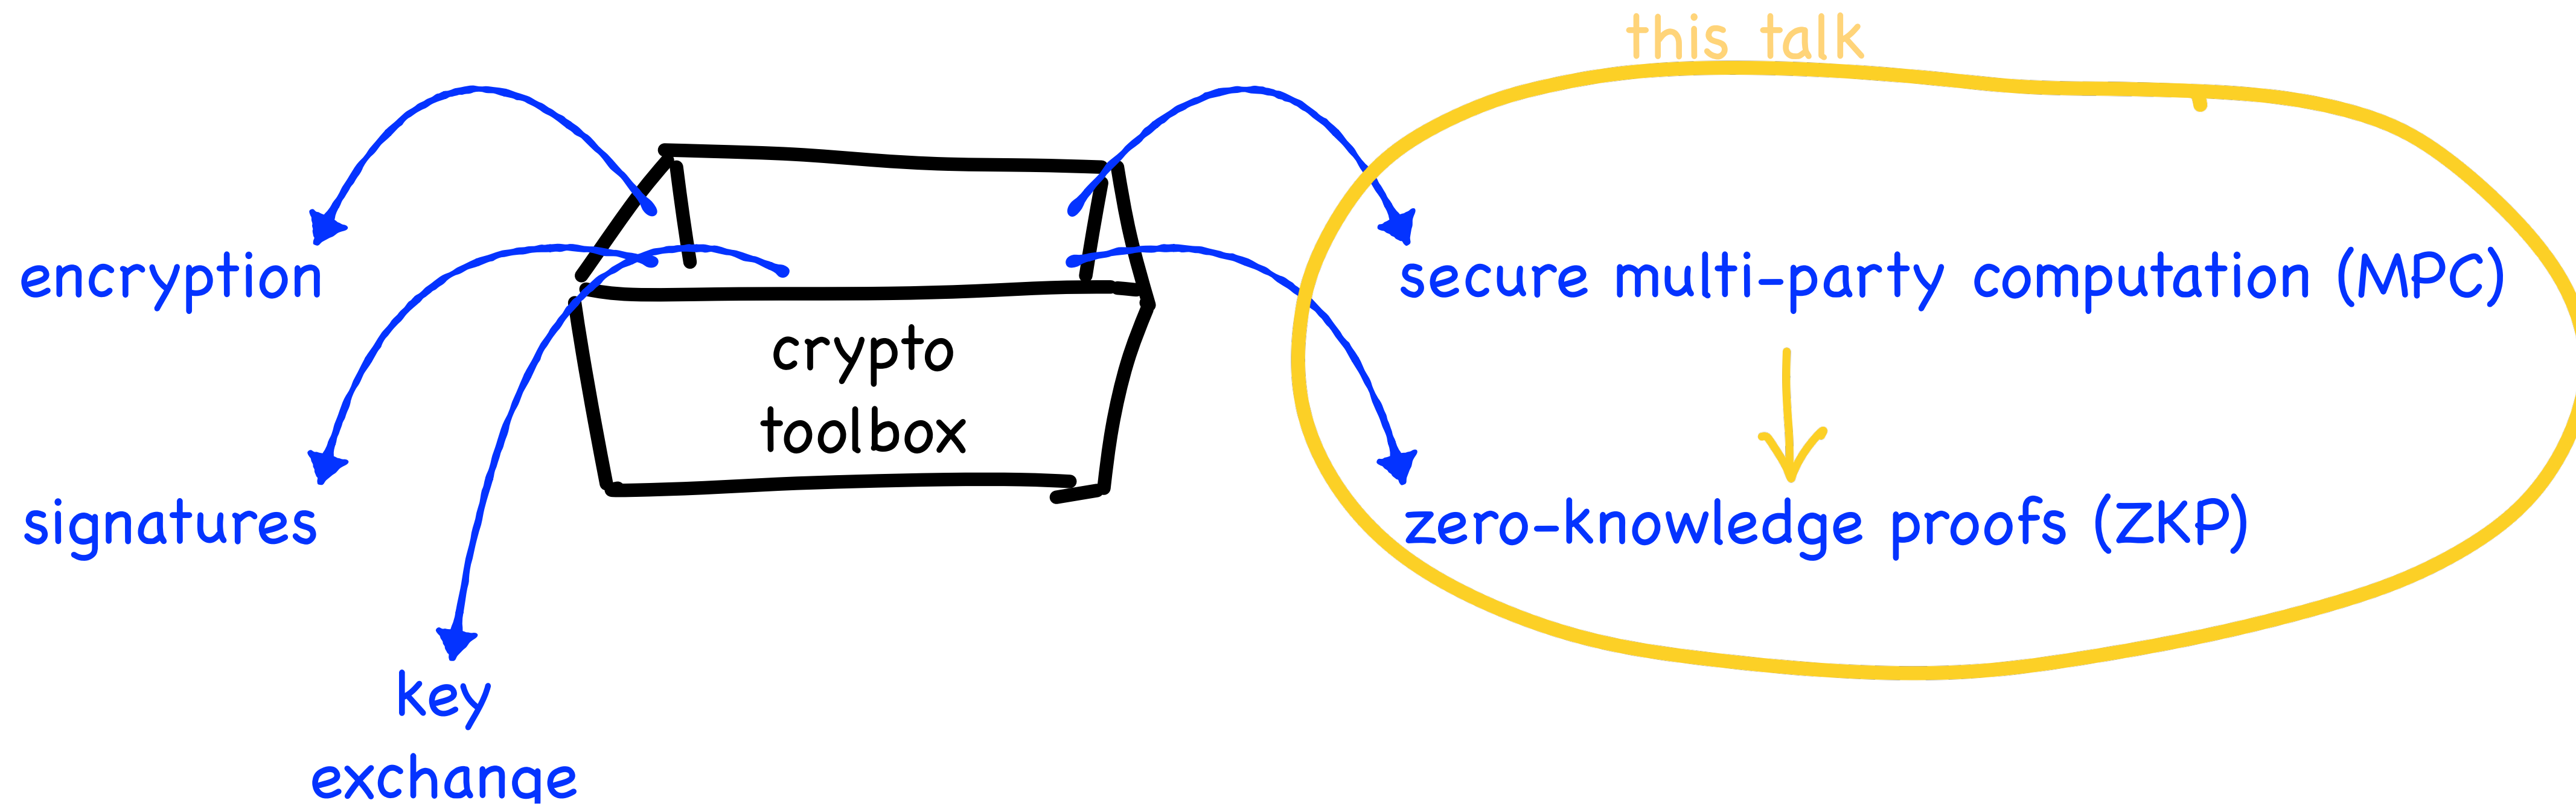 this talk
encryption
crypto
toolbox
secure multi-party computation (MPC)
signatures
zero-knowledge proofs (ZKP)
key
exchange